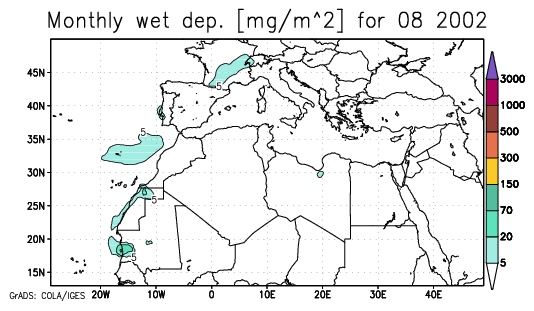 Monthly wet dep. [mg/m^2] for 08 2002
45N
40N
35N
30N
25N
20N
15N
20W 10W 0 10E 20E 30E 40E
5
5
5
5
3000
1000
500
300
150
70
20
5
GrADS: COLA/IGES